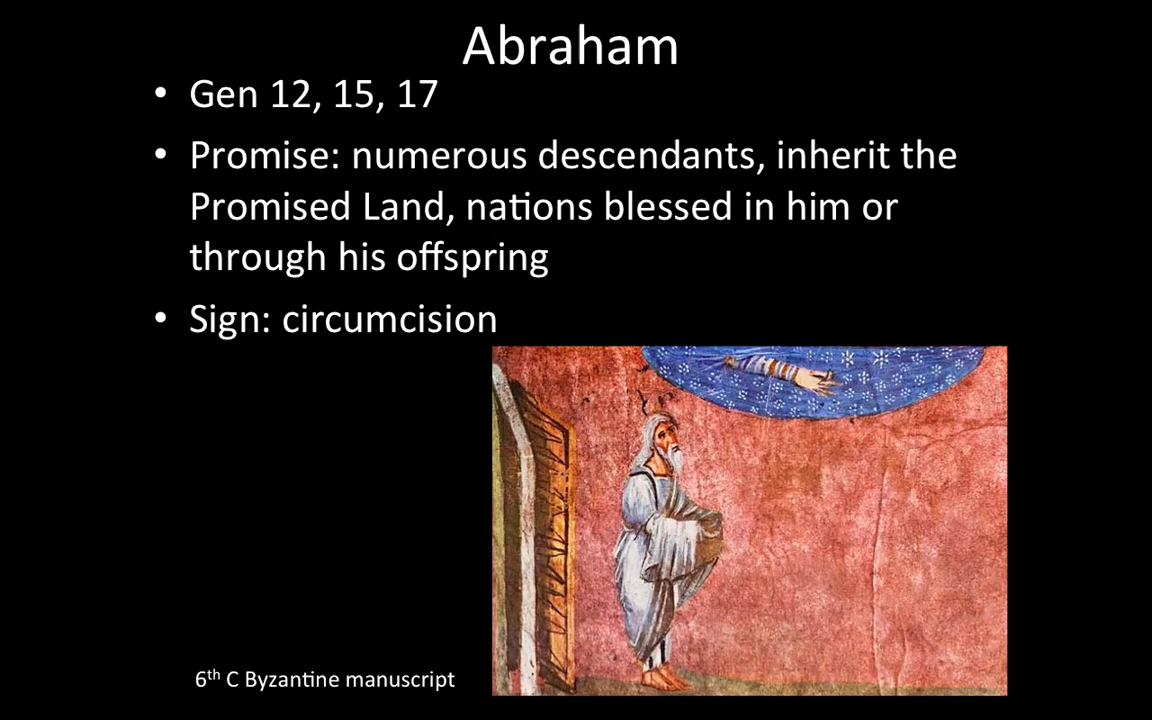 Abraham
• Gen 12, 15, 17
• Promise: numerous descendants, inherit the
Promised Land, nations blessed in him or
through his offspring
• Sign: circumcision
6th C Byzantine manuscript